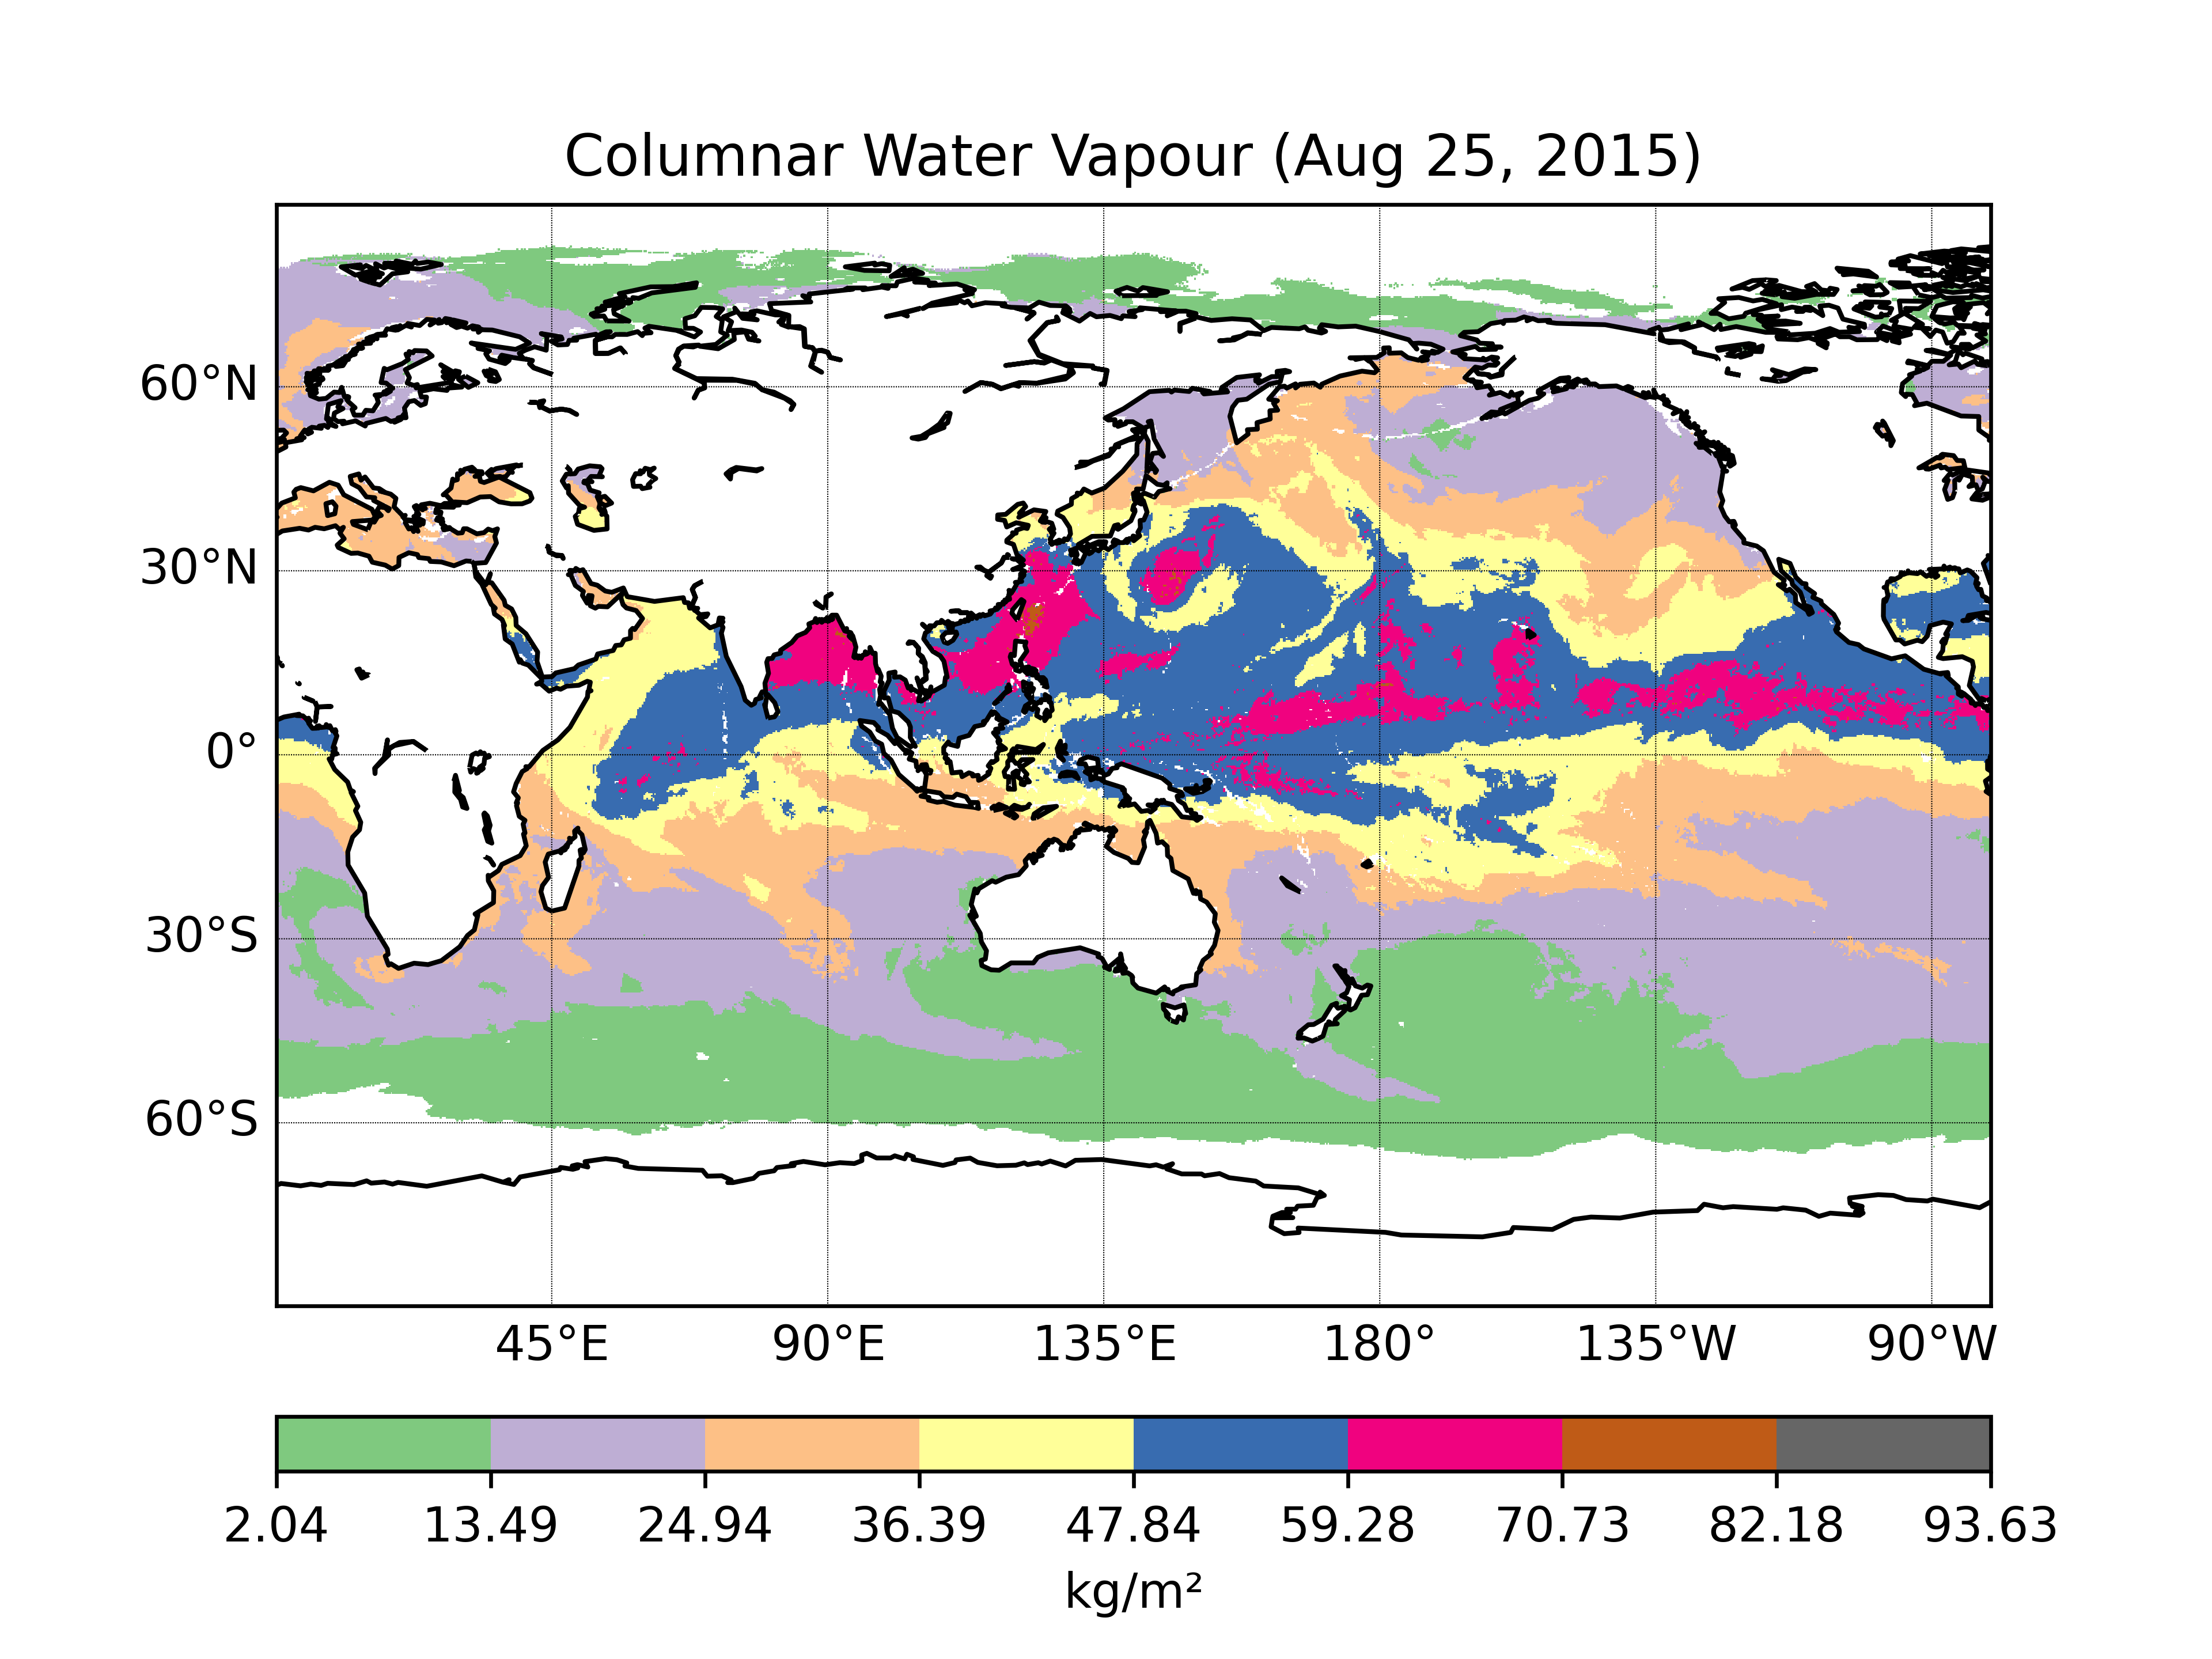 Columnar Water Vapour (Aug 25, 2015)
60°N
30°N
0°
30°S
60°S
45°E 90°E 135°E 180° 135°W 90°W
2.04 13.49 24.94 36.39 47.84 59.28 70.73 82.18 93.63
kg/m²